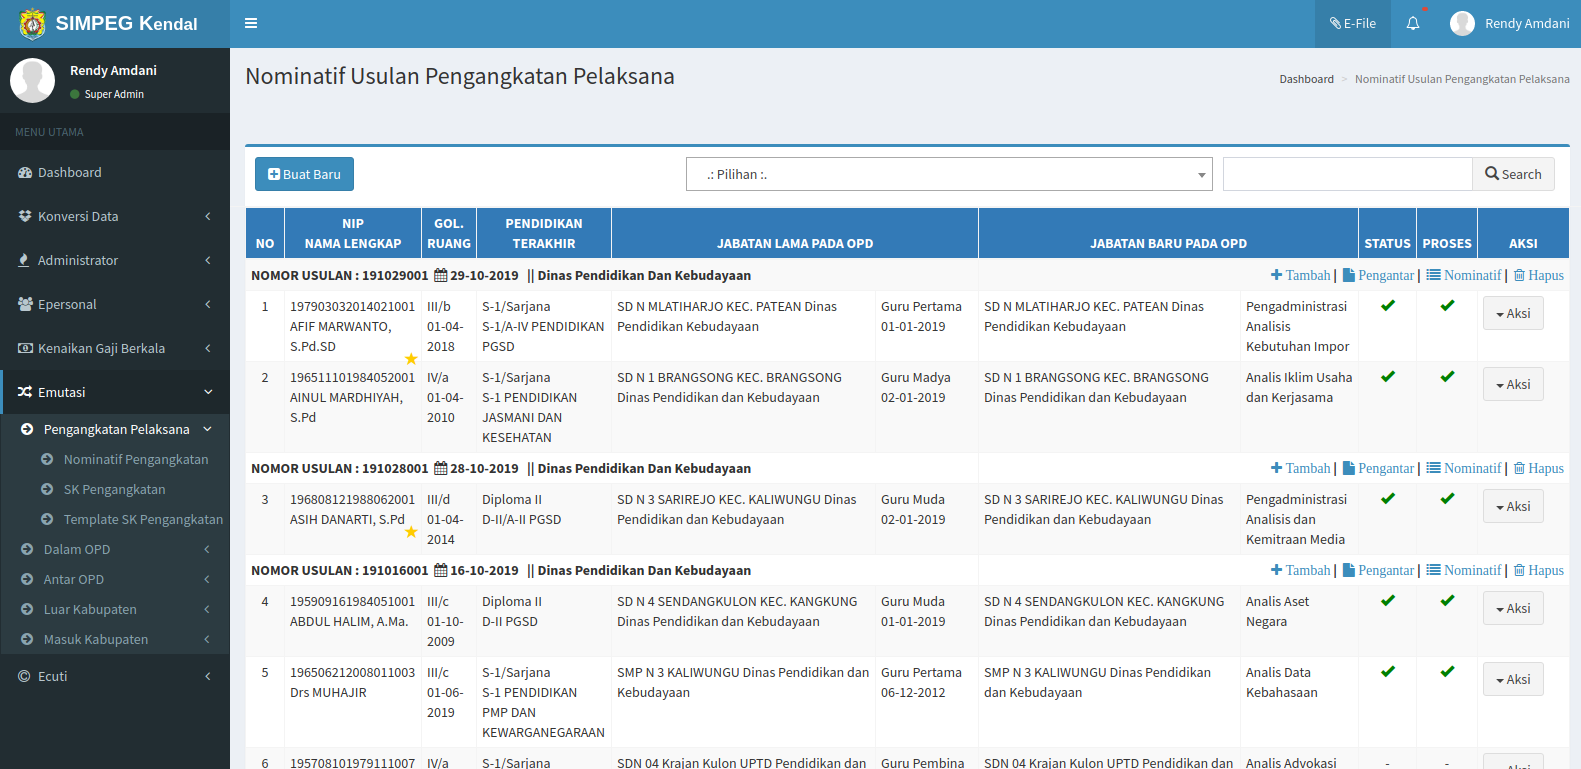 SIMPEG Kendal
E-File
Rendy Amdani
Rendy Amdani
Super Admin
MENU UTAMA
Dashboard
Konversi Data
Administrator
Epersonal
Kenaikan Gaji Berkala
Emutasi
Pengangkatan Pelaksana
Nominatif Pengangkatan
SK Pengangkatan
Template SK Pengangkatan
Dalam OPD
Antar OPD
Luar Kabupaten
Masuk Kabupaten
Ecuti
Nominatif Usulan Pengangkatan Pelaksana
Dashboard > Nominatif Usulan Pengangkatan Pelaksana
Buat Baru
.: Pilihan :.
Search
NO
NIP
NAMA LENGKAP
GOL.
RUANG
PENDIDIKAN
TERAKHIR
JABATAN LAMA PADA OPD
JABATAN BARU PADA OPD
STATUS
PROSES
AKSI
NOMOR USULAN : 191029001 29-10-2019 || Dinas Pendidikan Dan Kebudayaan
Tambah | Pengantar | Nominatif | Hapus
1
197903032014021001
AFIF MARWANTO,
S.Pd.SD
III/b
01-04-
2018
S-1/Sarjana
S-1/A-IV PENDIDIKAN
PGSD
SD N MLATIHARJO KEC. PATEAN Dinas
Pendidikan Kebudayaan
Guru Pertama
01-01-2019
SD N MLATIHARJO KEC. PATEAN Dinas
Pendidikan Kebudayaan
Pengadministrasi
Analisis
Kebutuhan Impor
Aksi
2
196511101984052001
AINUL MARDHIYAH,
S.Pd
IV/a
01-04-
2010
S-1/Sarjana
S-1 PENDIDIKAN
JASMANI DAN
KESEHATAN
SD N 1 BRANGSONG KEC. BRANGSONG
Dinas Pendidikan dan Kebudayaan
Guru Madya
02-01-2019
SD N 1 BRANGSONG KEC. BRANGSONG
Dinas Pendidikan dan Kebudayaan
Analis Iklim Usaha
dan Kerjasama
Aksi
NOMOR USULAN : 191028001 28-10-2019 || Dinas Pendidikan Dan Kebudayaan
Tambah | Pengantar | Nominatif | Hapus
3
196808121988062001
ASIH DANARTI, S.Pd
III/d
01-04-
2014
Diploma II
D-II/A-II PGSD
SD N 3 SARIREJO KEC. KALIWUNGU Dinas
Pendidikan dan Kebudayaan
Guru Muda
02-01-2019
SD N 3 SARIREJO KEC. KALIWUNGU Dinas
Pendidikan dan Kebudayaan
Pengadministrasi
Analisis dan
Kemitraan Media
Aksi
NOMOR USULAN : 191016001 16-10-2019 || Dinas Pendidikan Dan Kebudayaan
Tambah | Pengantar | Nominatif | Hapus
4
195909161984051001
ABDUL HALIM, A.Ma.
III/c
01-10-
2009
Diploma II
D-II PGSD
SD N 4 SENDANGKULON KEC. KANGKUNG
Dinas Pendidikan dan Kebudayaan
Guru Muda
01-01-2019
SD N 4 SENDANGKULON KEC. KANGKUNG
Dinas Pendidikan dan Kebudayaan
Analis Aset
Negara
Aksi
5
196506212008011003
Drs MUHAJIR
III/c
01-06-
2019
S-1/Sarjana
S-1 PENDIDIKAN
PMP DAN
KEWARGANEGARAAN
SMP N 3 KALIWUNGU Dinas Pendidikan dan
Kebudayaan
Guru Pertama
06-12-2012
SMP N 3 KALIWUNGU Dinas Pendidikan
dan Kebudayaan
Analis Data
Kebahasaan
Aksi
6
195708101979111007
IV/a
S-1/Sarjana
SDN 04 Krajan Kulon UPTD Pendidikan dan
Guru Pembina
SDN 04 Krajan Kulon UPTD Pendidikan dan
Analis Advokasi
-
-
Aksi